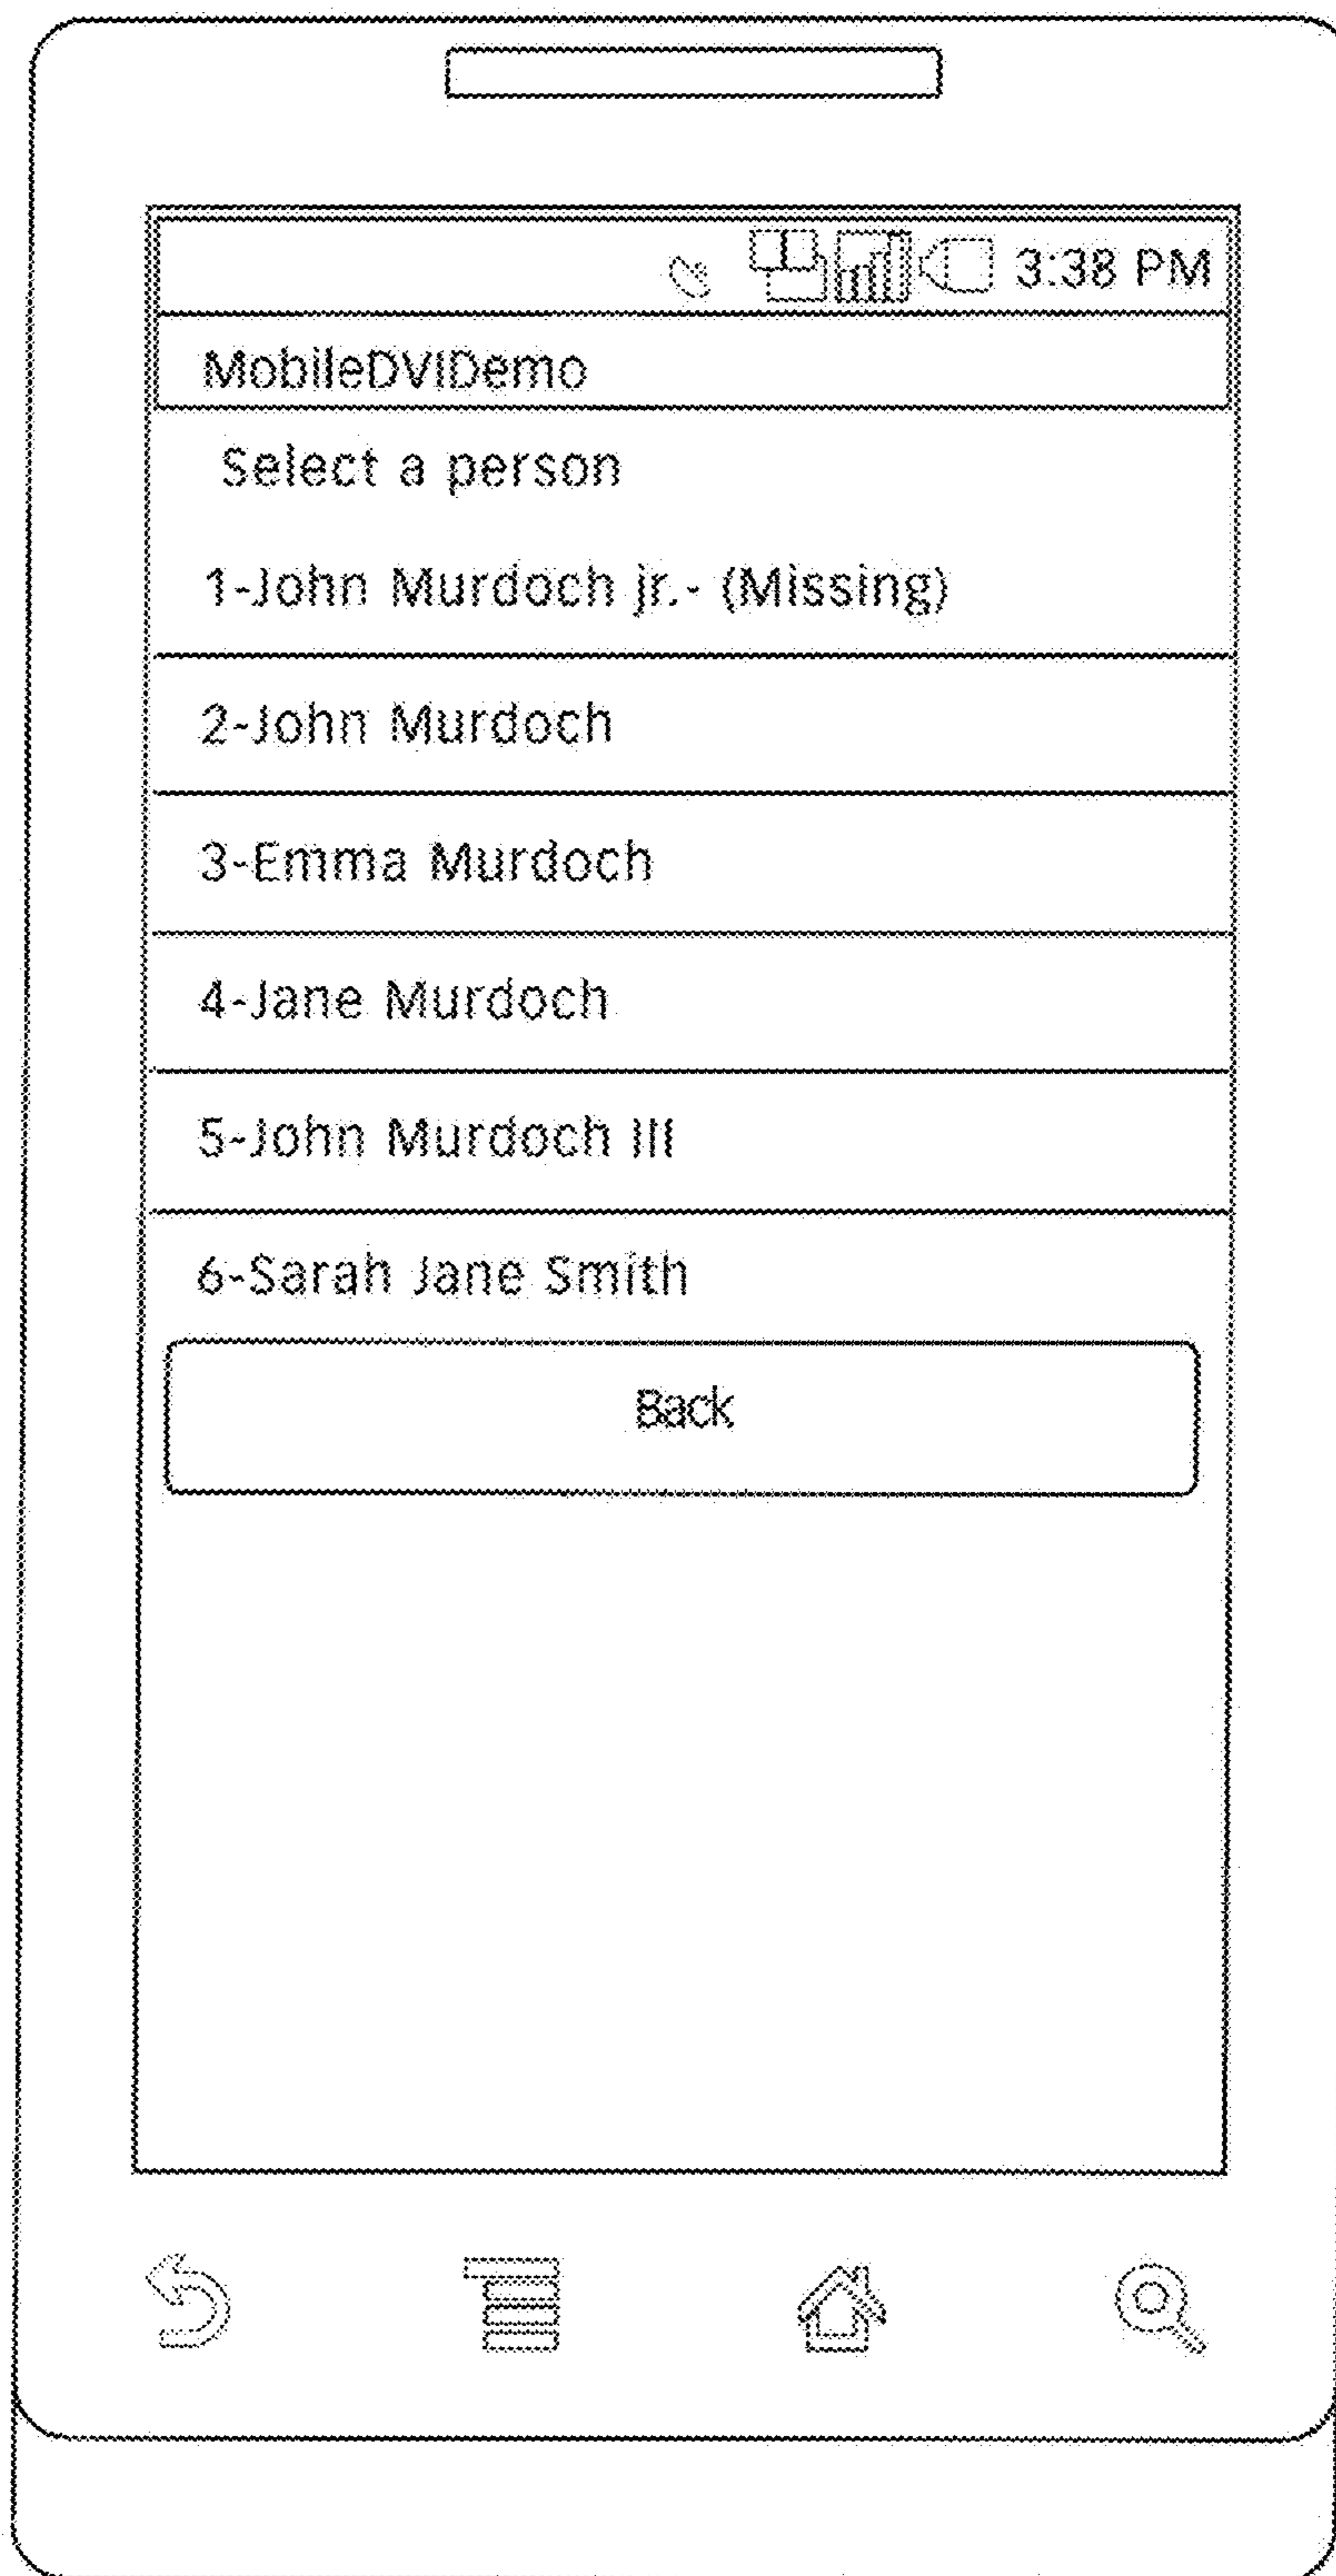 3:38 PM
MobileDVIDemo
Select a person
1-John Murdoch jr.- (Missing)
2-John Murdoch
3-Emma Murdoch
4-Jane Murdoch
5-John Murdoch III
6-Sarah Jane Smith
Back